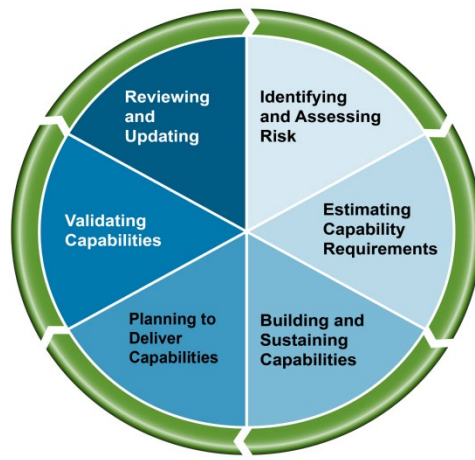 Reviewing
and
Updating
Identifying
and Assessing
Risk
Estimating
Capability
Requirements
Building and
Sustaining
Capabilities
Planning to
Deliver
Capabilities
Validating
Capabilities